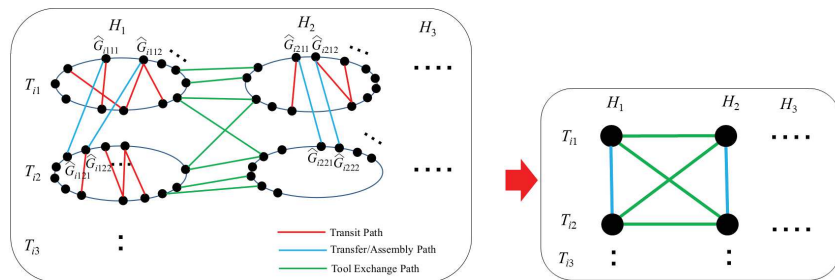 H₁ H₂ H₃
Ĝᵢ₁₁₁ Ĝᵢ₁₁₂ Ĝᵢ₂₁₁ Ĝᵢ₂₁₂
Tᵢ₁
Tᵢ₂
Ĝᵢ₁₂₁ Ĝᵢ₁₂₂ Ĝᵢ₂₂₁ Ĝᵢ₂₂₂
Tᵢ₃
Transit Path
Transfer/Assembly Path
Tool Exchange Path
H₁ H₂ H₃
Tᵢ₁
Tᵢ₂
Tᵢ₃